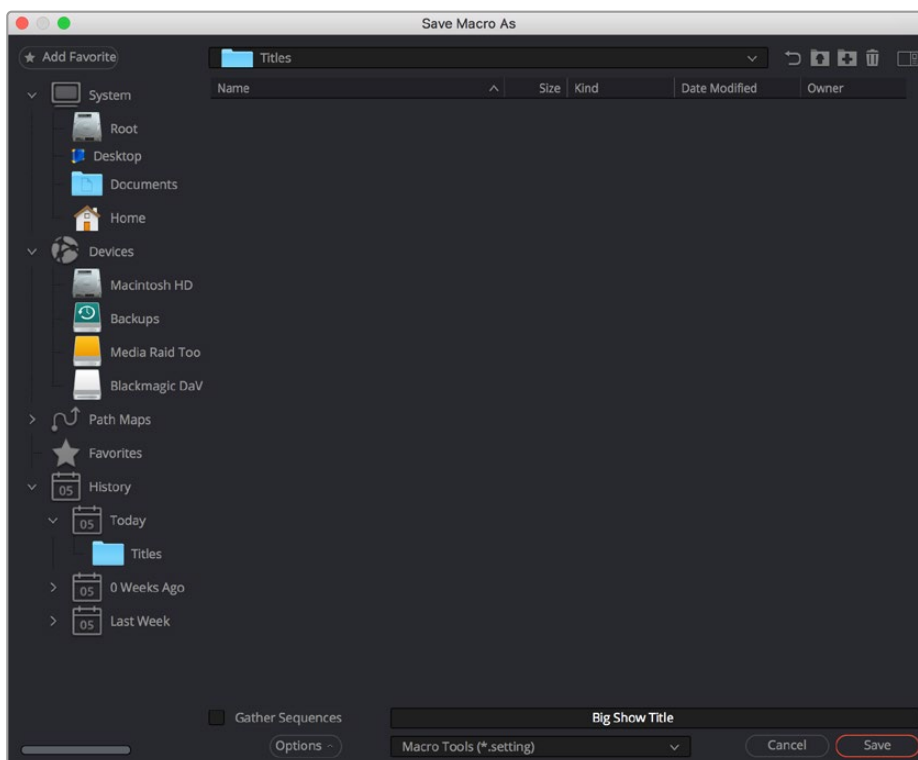 Save Macro As
Add Favorite
Titles
Name Size Kind Date Modified Owner
System
Root
Desktop
Documents
Home
Devices
Macintosh HD
Backups
Media Raid Too
Blackmagic DaV
Path Maps
Favorites
05 History
05 Today
Titles
05 0 Weeks Ago
05 Last Week
Gather Sequences Big Show Title
Options Macro Tools (*.setting) Cancel Save